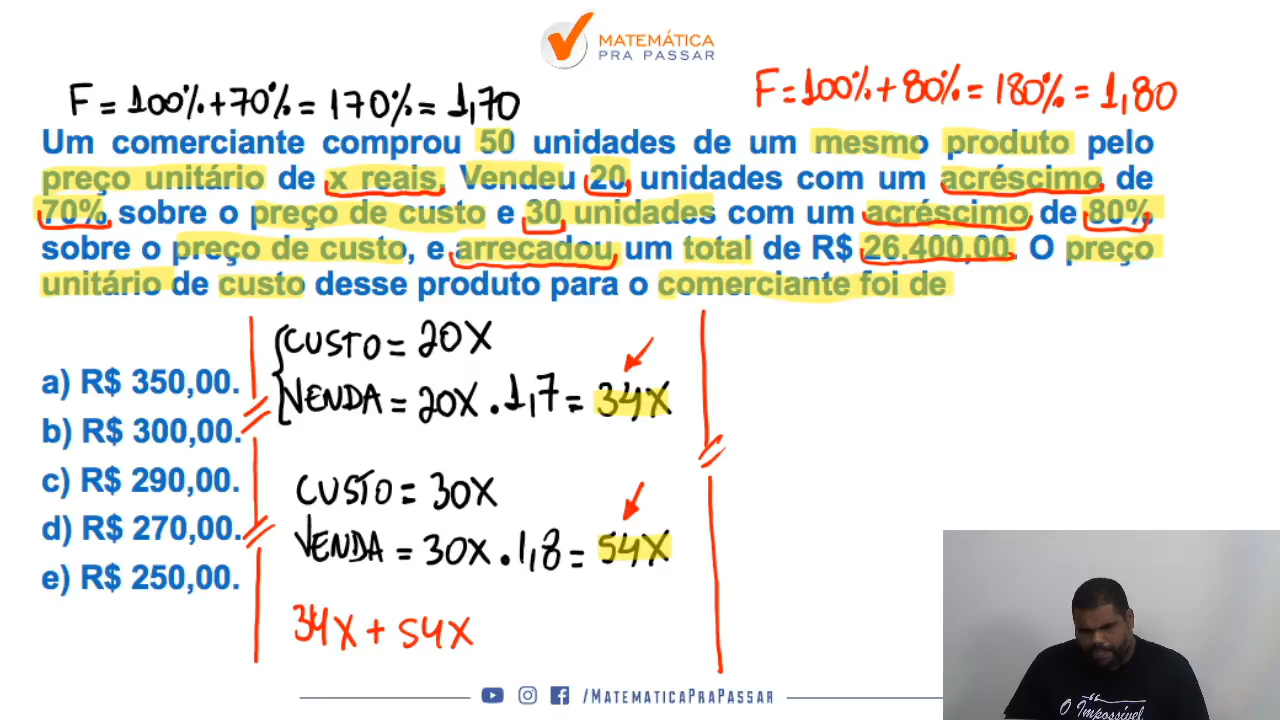 MATEMÁTICA
PRA PASSAR
F = 100% + 70% = 170% = 1,70
F = 100% + 80% = 180% = 1,80
Um comerciante comprou 50 unidades de um mesmo produto pelo
preço unitário de x reais. Vendeu 20 unidades com um acréscimo de
70% sobre o preço de custo e 30 unidades com um acréscimo de 80%
sobre o preço de custo, e arrecadou um total de R$ 26.400,00. O preço
unitário de custo desse produto para o comerciante foi de
a) R$ 350,00.
b) R$ 300,00.
c) R$ 290,00.
d) R$ 270,00.
e) R$ 250,00.
CUSTO = 20X
VENDA = 20X . 1,7 = 34X
CUSTO = 30X
VENDA = 30X . 1,8 = 54X
34X + 54X
/MATEMATICAPRAPASSAR
O Impossível